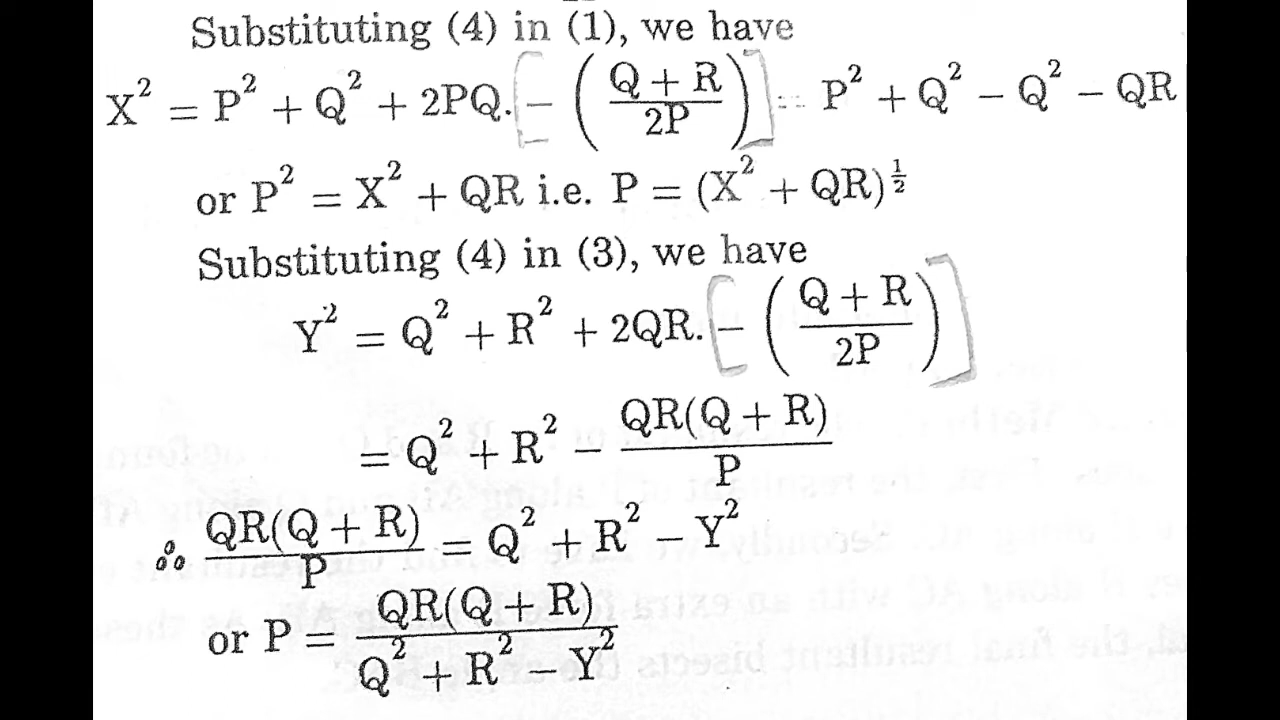 Substituting (4) in (1), we have
X² = P² + Q² + 2PQ.[−((Q + R)/2P)] = P² + Q² − Q² − QR
or P² = X² + QR i.e. P = (X² + QR)^½
Substituting (4) in (3), we have
Y² = Q² + R² + 2QR.[−((Q + R)/2P)]
= Q² + R² − QR(Q + R)/P
∴ QR(Q + R)/P = Q² + R² − Y²
or P = QR(Q + R)/(Q² + R² − Y²)